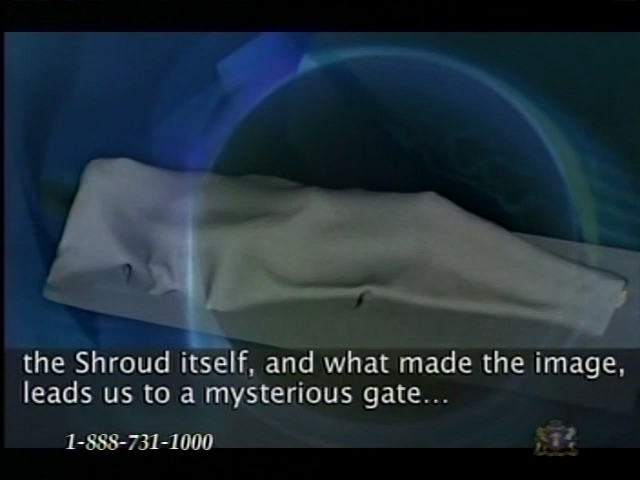 the Shroud itself, and what made the image,
leads us to a mysterious gate...
1-888-731-1000